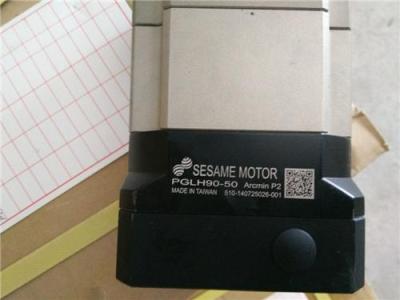 SESAME MOTOR
PGLH90-50 Arcmin P2
MADE IN TAIWAN 510-140725026-001